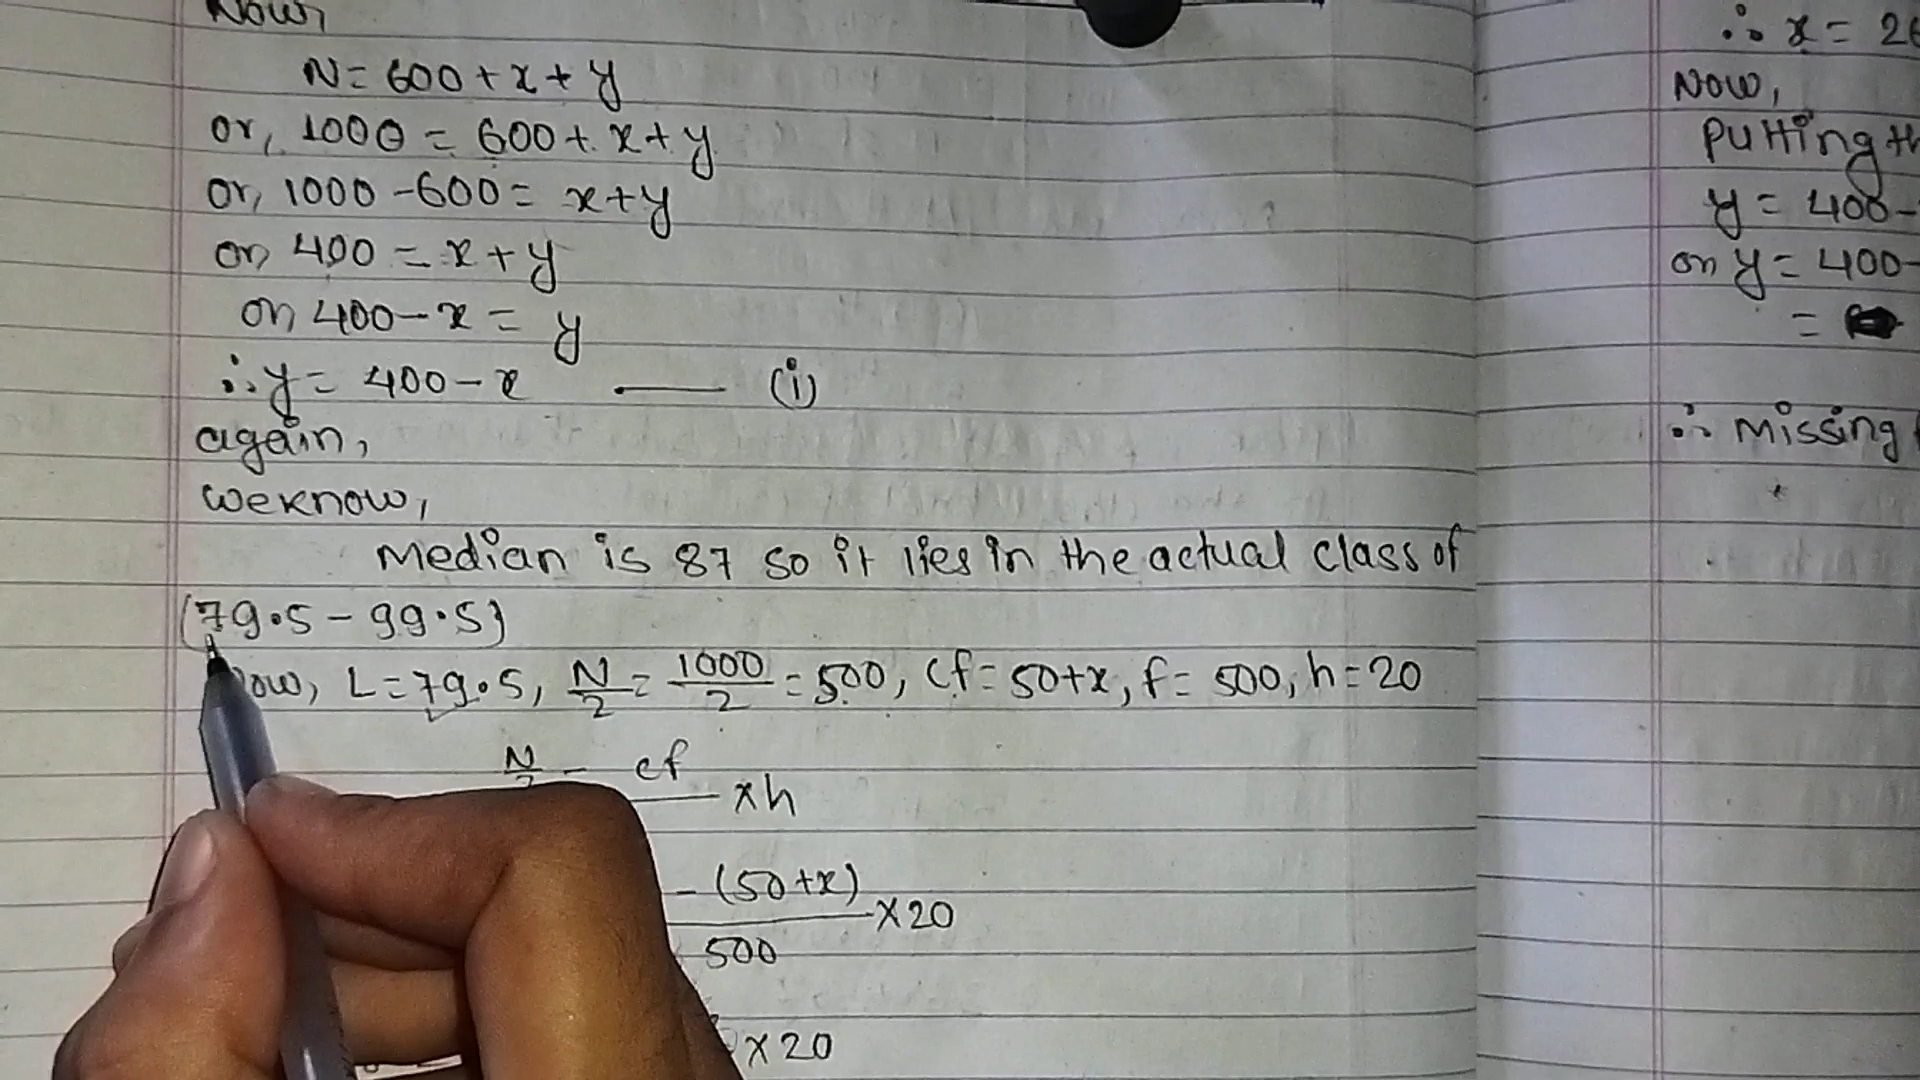 Now,
N = 600 + x + y
or, 1000 = 600 + x + y
or, 1000 - 600 = x + y
or, 400 = x + y
or, 400 - x = y
∴ y = 400 - x —— (i)
again,
we know,
Median is 87 so it lies in the actual class of
(79.5 - 99.5)
L = 79.5, N/2 = 1000/2 = 500, cf = 50+x, f = 500, h = 20
N - cf × h
- (50+x) × 20
500
× 20
∴ x = 26
Now,
Putting
y = 400 -
or y = 400 -
=
∴ Missing